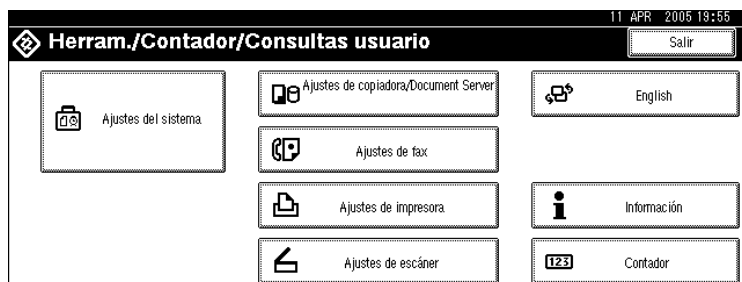 11 APR 2005 19:55
Herram./Contador/Consultas usuario
Salir
Ajustes del sistema
Ajustes de copiadora/Document Server
English
Ajustes de fax
Ajustes de impresora
Información
Ajustes de escáner
123
Contador